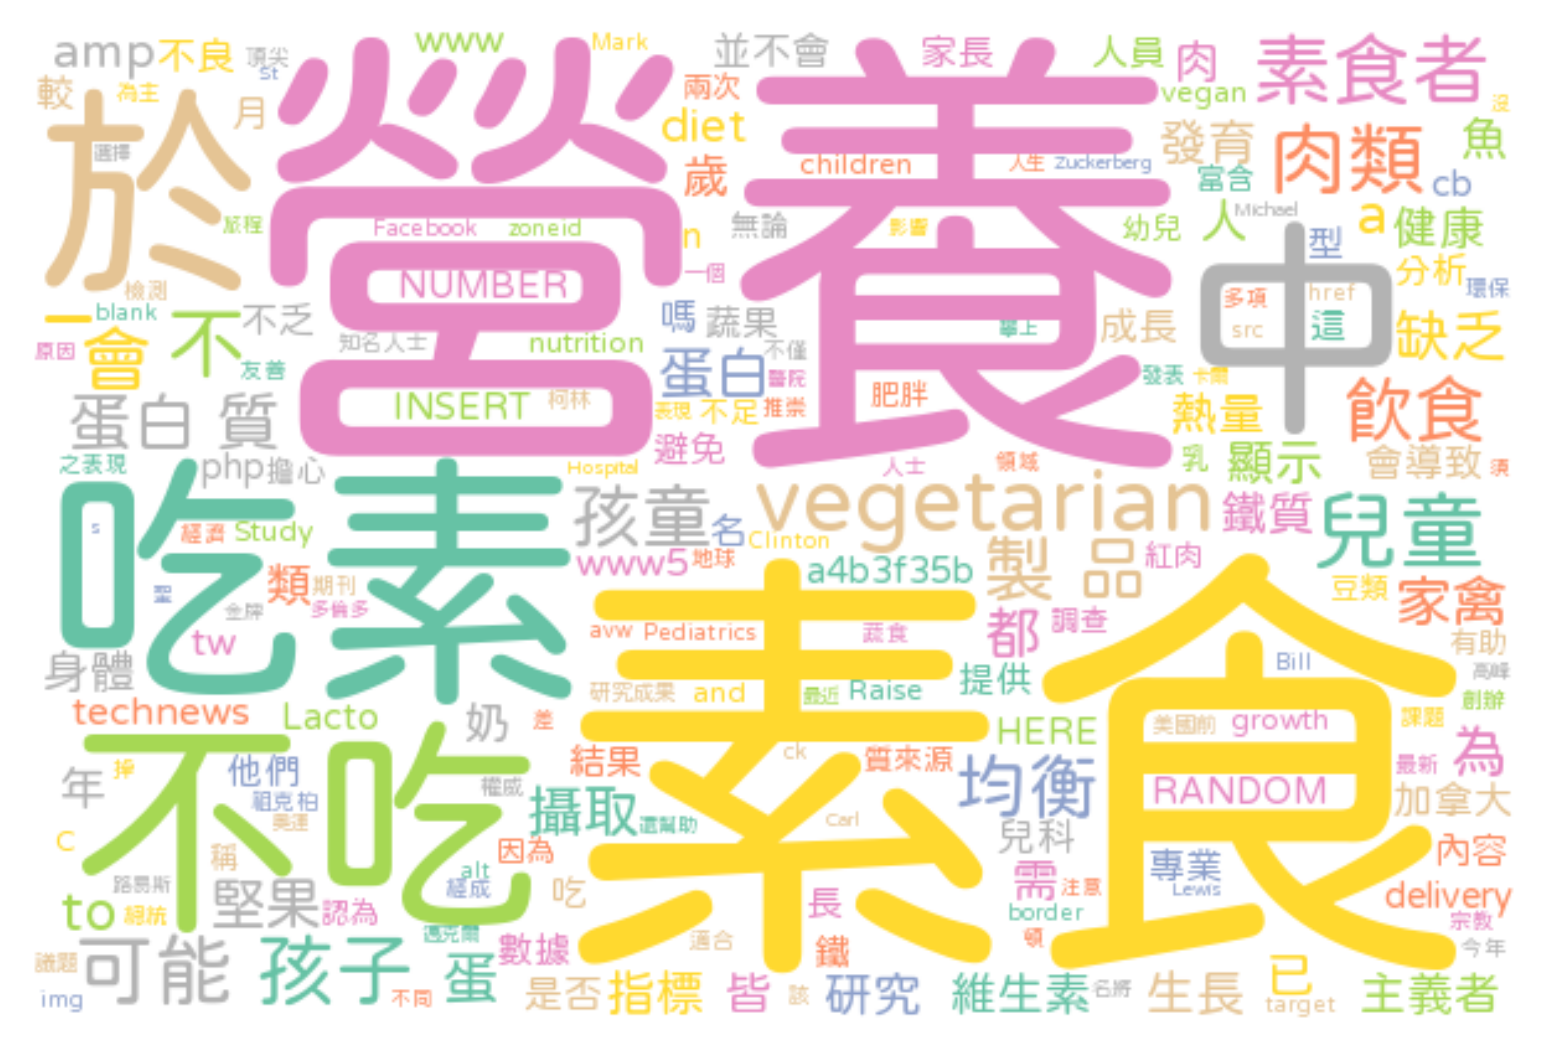 amp 不良 頂尖 www Mark 並不會 家長 人員 肉 素食者
St 較 為主 月 兩次 vegan 沒
於 營養 diet 發育 肉類 魚
選擇 歲 children 人生 Zuckerberg 富含 cb
旅程 Facebook zoneid n 無論 影響 幼兒 人 Michael a 健康
檢測 NUMBER 一個 中 型 分析 環保
一 blank 不 不乏 嗎 蔬果 攀上 成長 多項 href src 這 缺乏
原因 會 友善 知名人士 nutrition 蛋白 不僅 醫院 發表 卡爾
蛋白 質 INSERT 柯林 表現 不足 推崇 肥胖 熱量 飲食
之表現 php 擔心 Hospital 避免 人士 領域 乳 顯示 會導致 須
吃素 孩童 名 vegetarian 鐵質 兒童
s 經濟 Study Clinton 製 品 紅肉
類 期刊 www5 地球 a4b3f35b 豆類 家禽
金牌 多倫多 tw avw Pediatrics 蔬食 都 調查 有助
身體 研究成果 and 最近 Raise 提供 Bill 高峰
technews Lacto 奶 差 素食 HERE 美國前 growth 課題 創辦
年 掙 他們 權威 結果 ck 質來源 均衡 RANDOM 最新 為
不吃 祖克柏 奧運 攝取 還幫助 Carl 加拿大
C 稱 因為 兒科 專業 內容
路易斯 alt 經成 吃 需 注意 Lewis delivery
to 網統 堅果 認為 長 border 宗教
邁克爾 數據 適合 鐵 頓 今年
議題 可能 孩子 蛋
img 不同 是否 指標 皆 該 研究 維生素 名將 生長 已 target 主義者